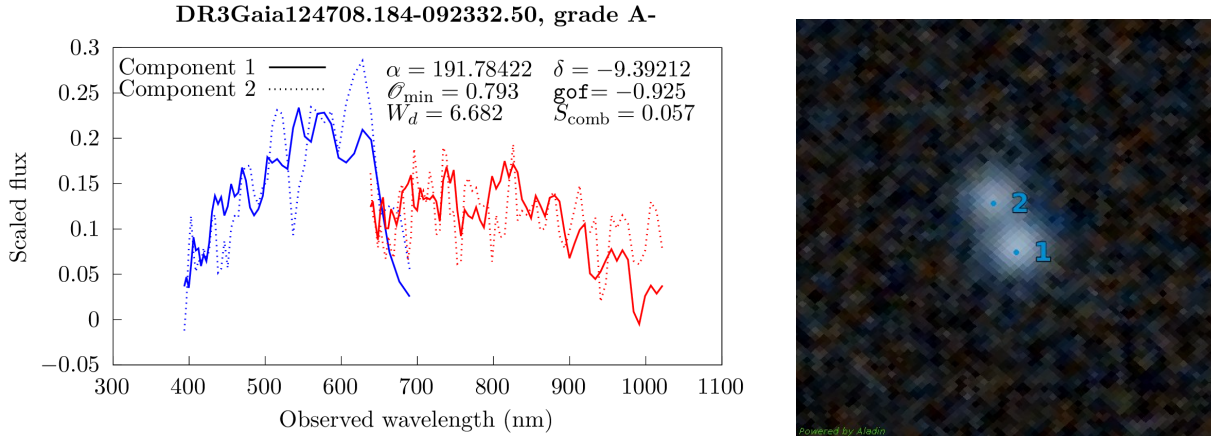 DR3Gaia124708.184-092332.50, grade A-
Component 1
Component 2
α = 191.78422 δ = −9.39212
𝒪min = 0.793 gof= −0.925
Wd = 6.682 Scomb = 0.057
Scaled flux
0.3
0.25
0.2
0.15
0.1
0.05
0
−0.05
300 400 500 600 700 800 900 1000 1100
Observed wavelength (nm)
2
1
Powered by Aladin